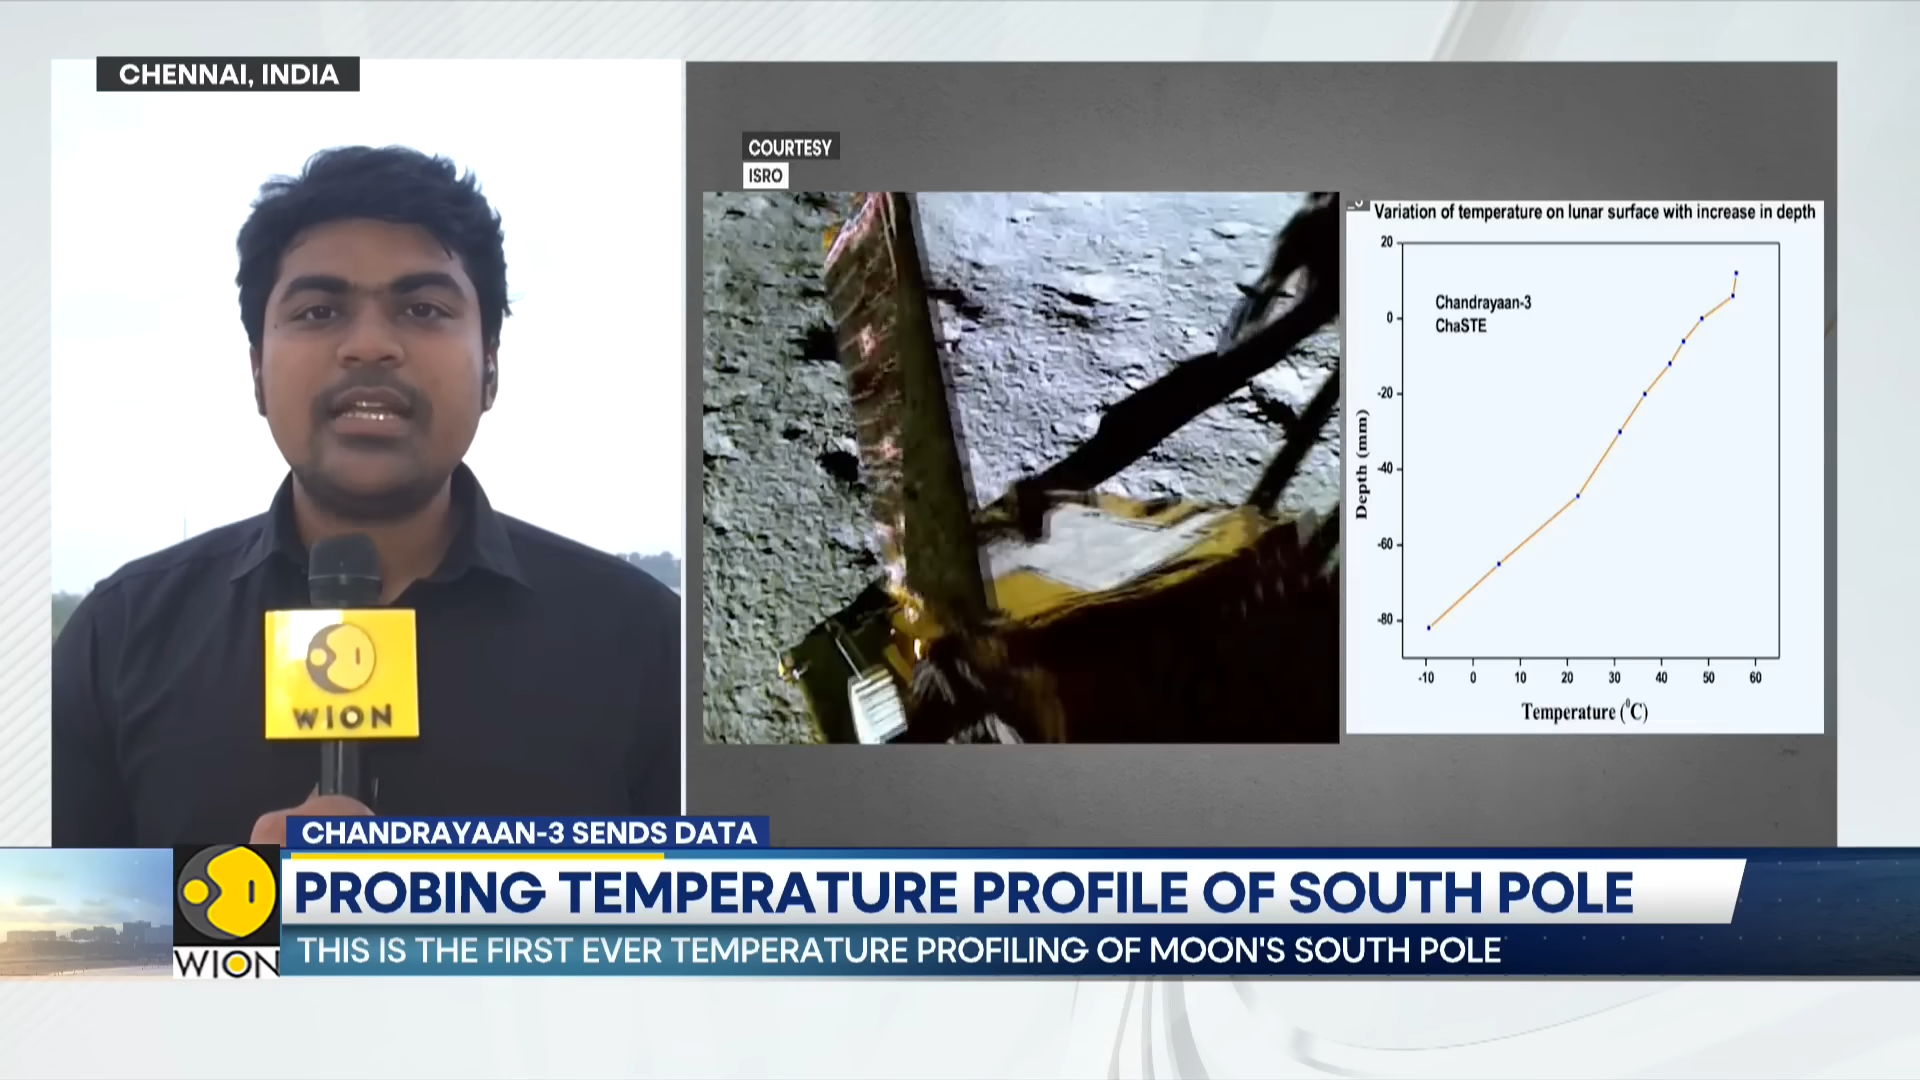 CHENNAI, INDIA
COURTESY
ISRO
Variation of temperature on lunar surface with increase in depth
Chandrayaan-3
ChaSTE
20
0
-20
-40
-60
-80
Depth (mm)
-10 0 10 20 30 40 50 60
Temperature (⁰C)
WION
CHANDRAYAAN-3 SENDS DATA
PROBING TEMPERATURE PROFILE OF SOUTH POLE
THIS IS THE FIRST EVER TEMPERATURE PROFILING OF MOON'S SOUTH POLE
WION